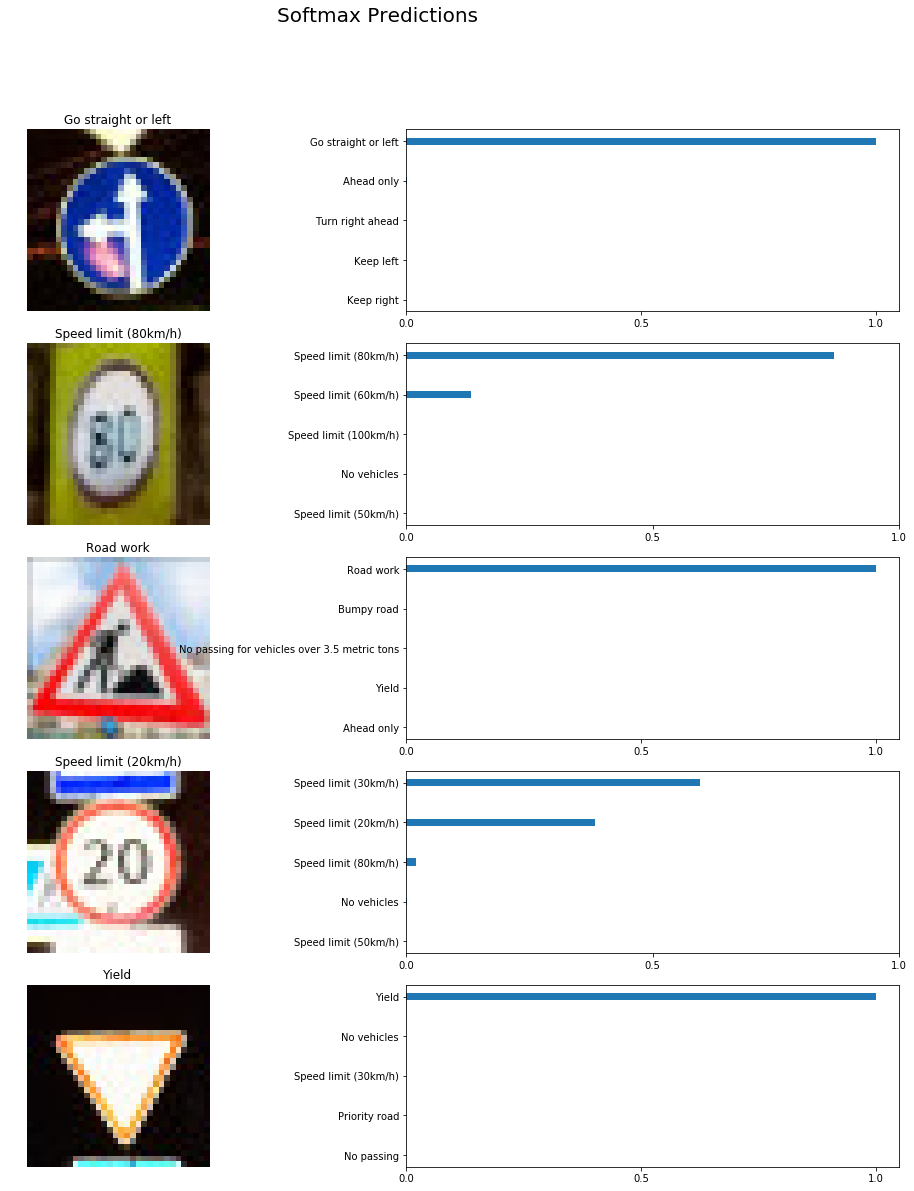 Softmax Predictions
Go straight or left
Go straight or left
Ahead only
Turn right ahead
Keep left
Keep right
0.0 0.5 1.0
Speed limit (80km/h)
80
Speed limit (80km/h)
Speed limit (60km/h)
Speed limit (100km/h)
No vehicles
Speed limit (50km/h)
0.0 0.5 1.0
Road work
Road work
Bumpy road
No passing for vehicles over 3.5 metric tons
Yield
Ahead only
0.0 0.5 1.0
Speed limit (20km/h)
20
Speed limit (30km/h)
Speed limit (20km/h)
Speed limit (80km/h)
No vehicles
Speed limit (50km/h)
0.0 0.5 1.0
Yield
Yield
No vehicles
Speed limit (30km/h)
Priority road
No passing
0.0 0.5 1.0